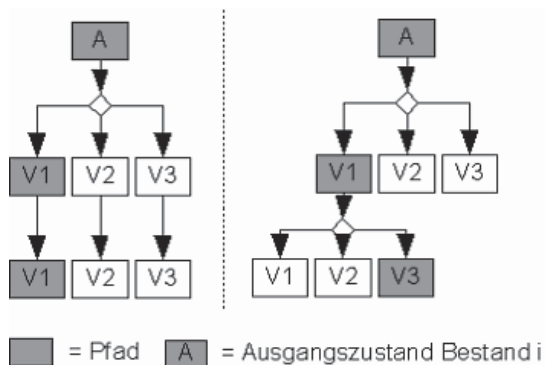 A
A
V1 V2 V3
V1 V2 V3
V1 V2 V3
V1 V2 V3
= Pfad A = Ausgangszustand Bestand i